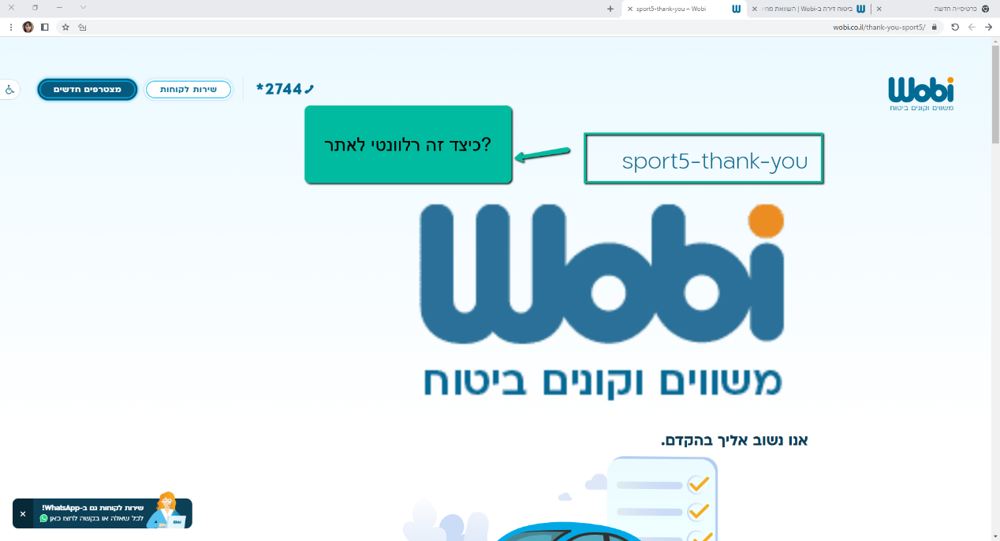 כרטיסייה חדשה
ביטוח דירה ב-Wobi | השוואת מחי
sport5-thank-you – Wobi
wobi.co.il/thank-you-sport5/
Wobi
משווים וקונים ביטוח
*2744
שירות לקוחות
מצטרפים חדשים
כיצד זה רלוונטי לאתר?
sport5-thank-you
Wobi
משווים וקונים ביטוח
אנו נשוב אליך בהקדם.
שירות לקוחות גם ב-WhatsApp!
לכל שאלה או בקשה לחצו כאן
Wobi